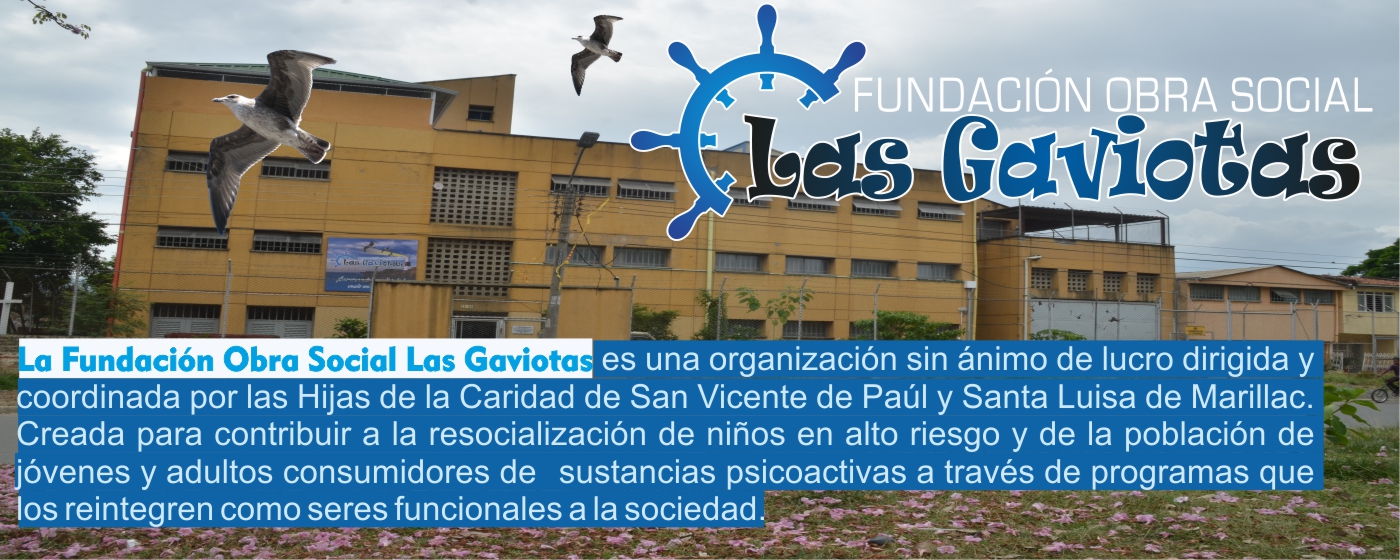 FUNDACIÓN OBRA SOCIAL
Las Gaviotas
Las Gaviotas
La Fundación Obra Social Las Gaviotas es una organización sin ánimo de lucro dirigida y
coordinada por las Hijas de la Caridad de San Vicente de Paúl y Santa Luisa de Marillac.
Creada para contribuir a la resocialización de niños en alto riesgo y de la población de
jóvenes y adultos consumidores de sustancias psicoactivas a través de programas que
los reintegren como seres funcionales a la sociedad.